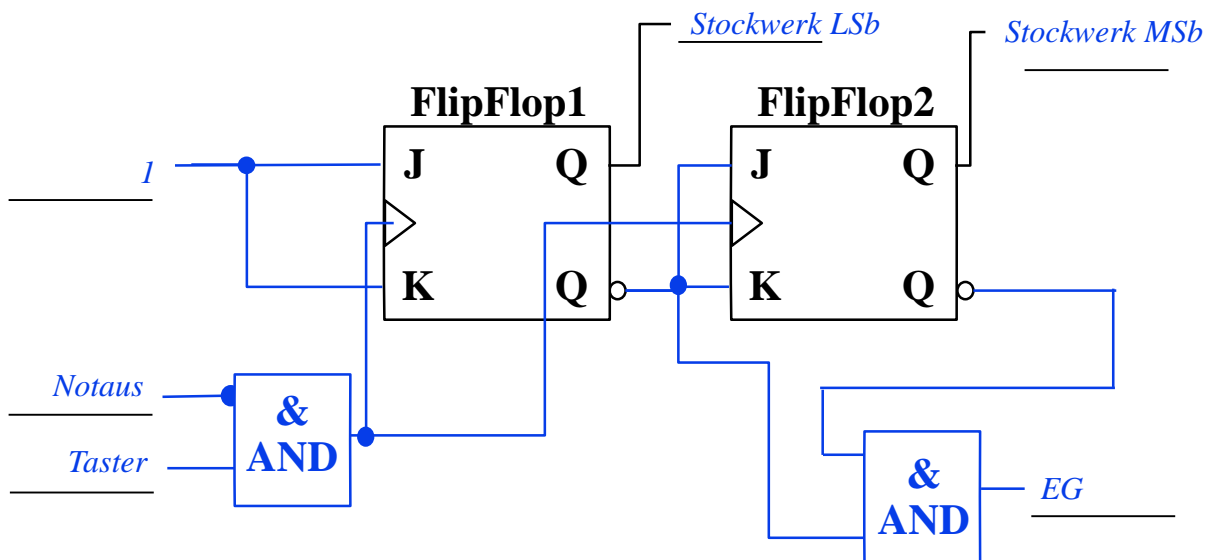 Stockwerk LSb
Stockwerk MSb
FlipFlop1
FlipFlop2
1
J
Q
J
Q
K
Q
K
Q
Notaus
&
AND
Taster
&
AND
EG